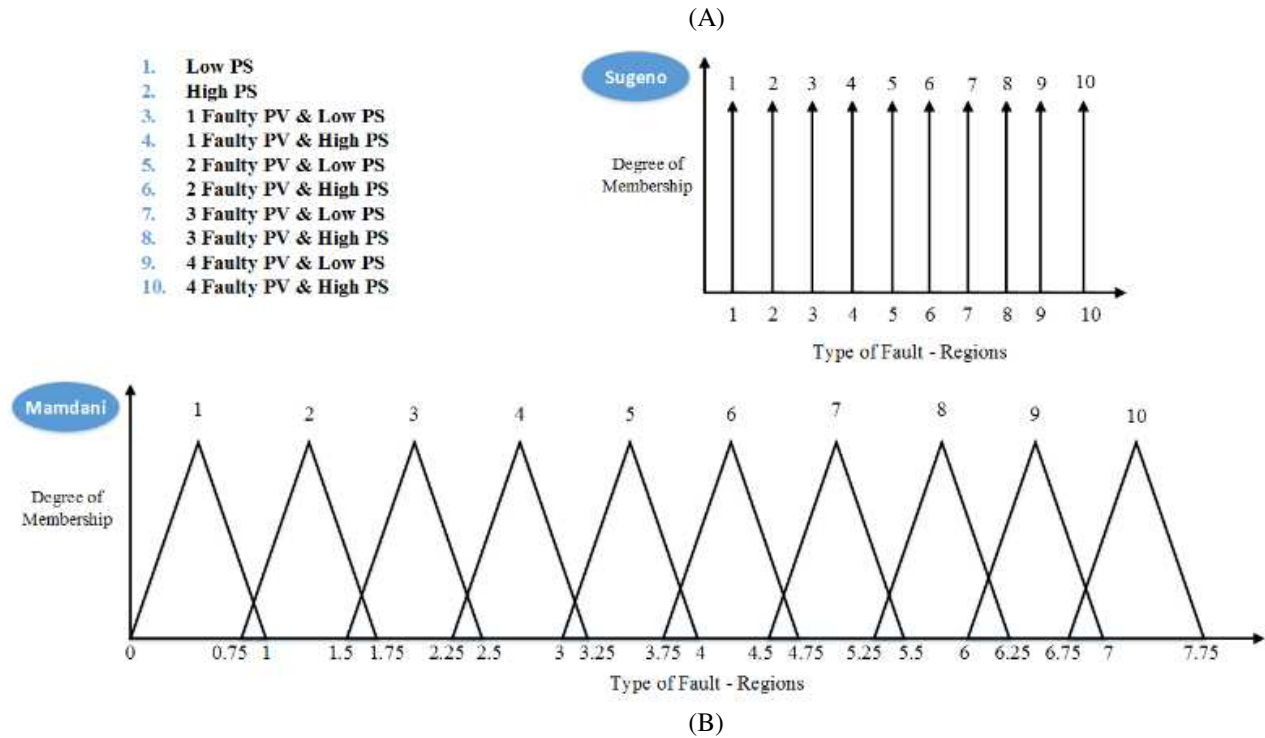 (A)
1. Low PS
2. High PS
3. 1 Faulty PV & Low PS
4. 1 Faulty PV & High PS
5. 2 Faulty PV & Low PS
6. 2 Faulty PV & High PS
7. 3 Faulty PV & Low PS
8. 3 Faulty PV & High PS
9. 4 Faulty PV & Low PS
10. 4 Faulty PV & High PS
Sugeno
1 2 3 4 5 6 7 8 9 10
Degree of
Membership
1 2 3 4 5 6 7 8 9 10
Type of Fault - Regions
Mamdani
1 2 3 4 5 6 7 8 9 10
Degree of
Membership
0 0.75 1 1.5 1.75 2.25 2.5 3 3.25 3.75 4 4.5 4.75 5.25 5.5 6 6.25 6.75 7 7.75
Type of Fault - Regions
(B)